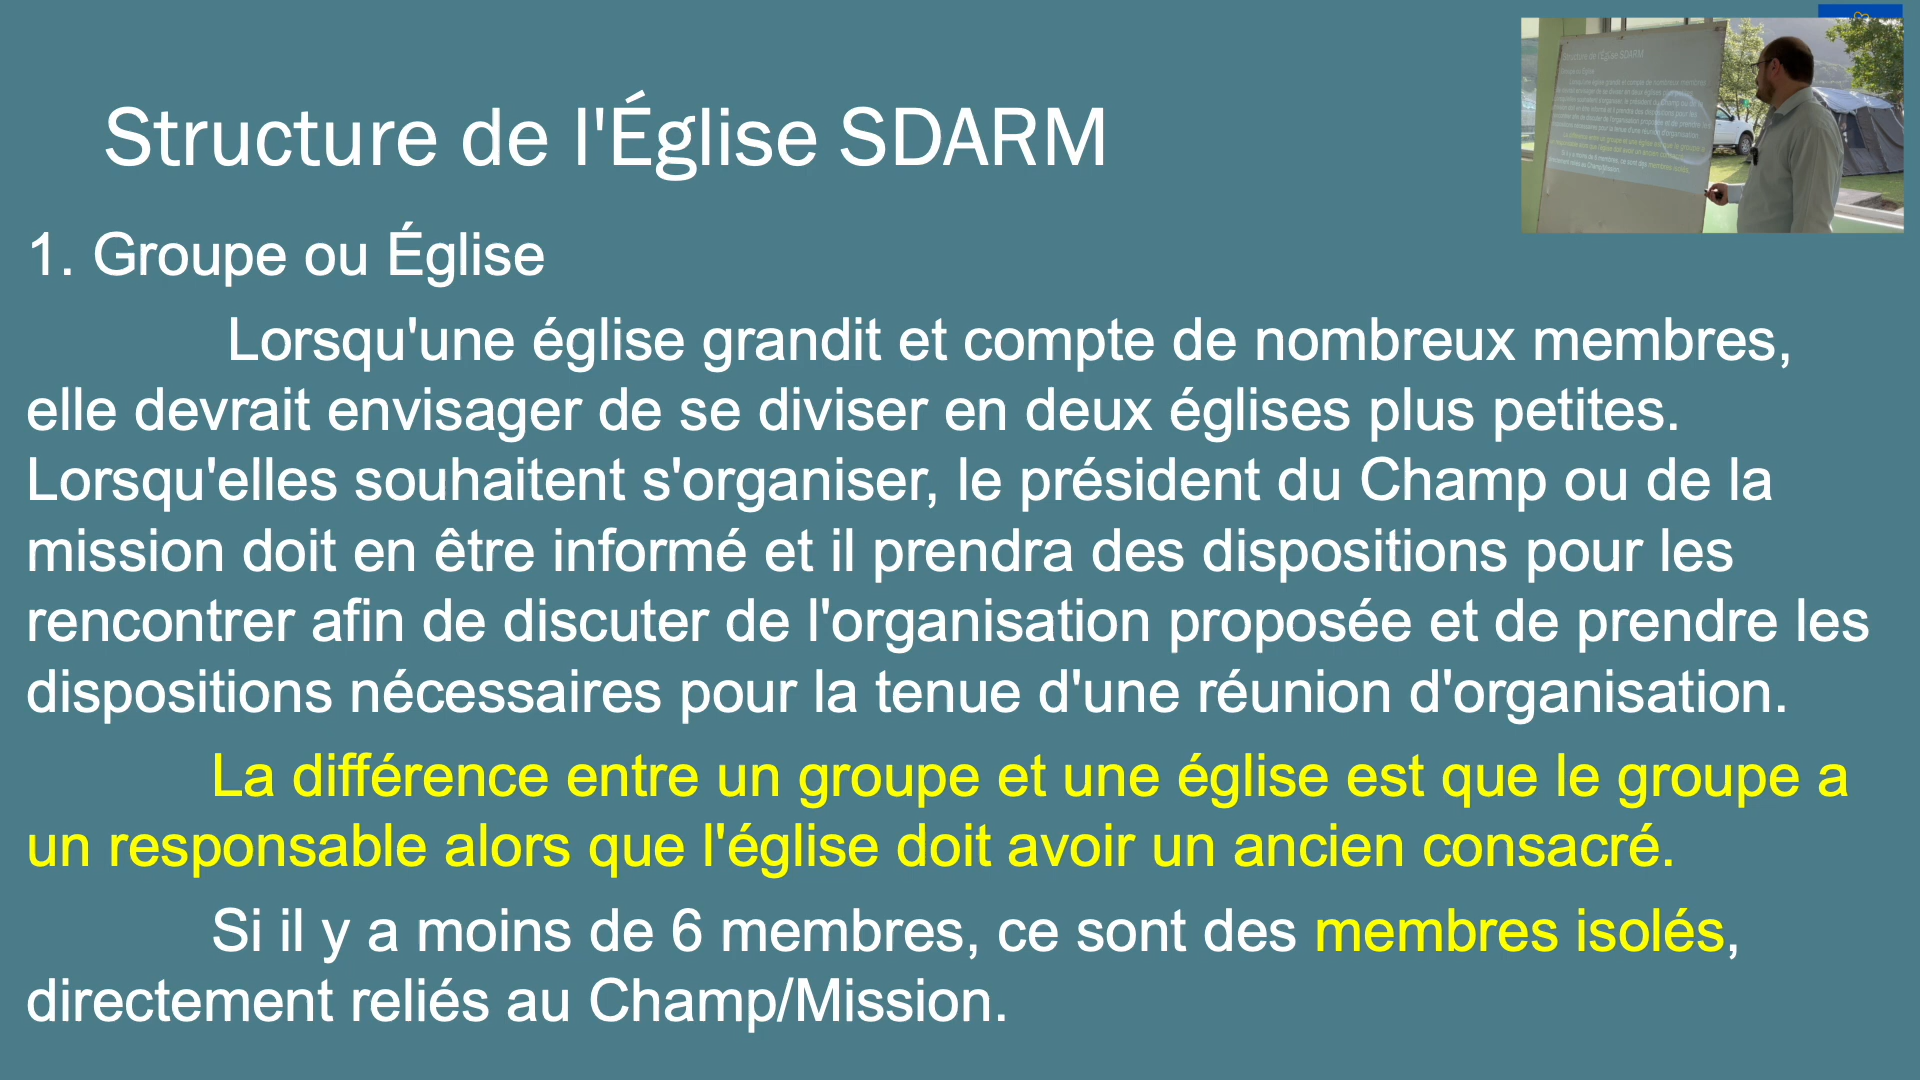 Structure de l'Église SDARM
1. Groupe ou Église
Lorsqu'une église grandit et compte de nombreux membres,
elle devrait envisager de se diviser en deux églises plus petites.
Lorsqu'elles souhaitent s'organiser, le président du Champ ou de la
mission doit en être informé et il prendra des dispositions pour les
rencontrer afin de discuter de l'organisation proposée et de prendre les
dispositions nécessaires pour la tenue d'une réunion d'organisation.
La différence entre un groupe et une église est que le groupe a
un responsable alors que l'église doit avoir un ancien consacré.
Si il y a moins de 6 membres, ce sont des membres isolés,
directement reliés au Champ/Mission.